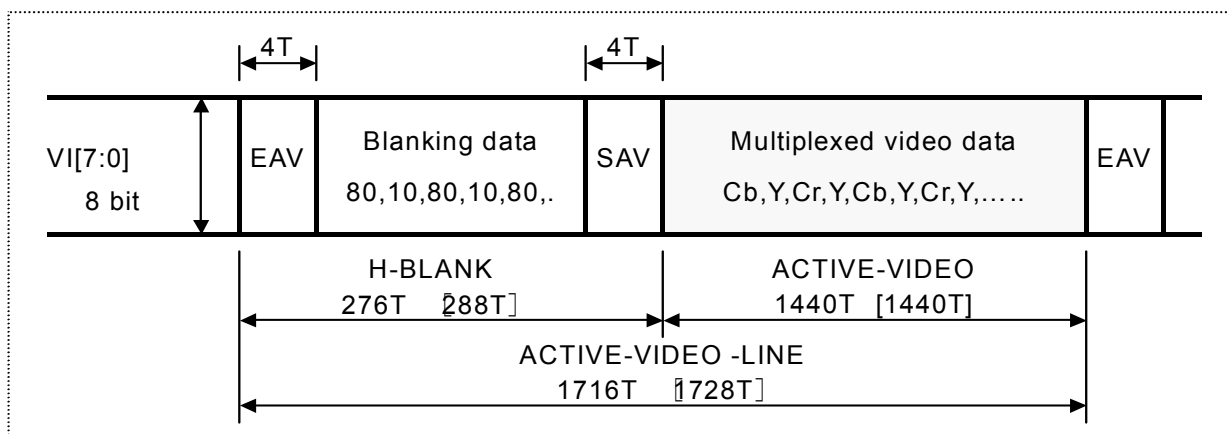 4T 4T
VI[7:0]
8 bit
EAV
Blanking data
80,10,80,10,80,.
SAV
Multiplexed video data
Cb,Y,Cr,Y,Cb,Y,Cr,Y,.....
EAV
H-BLANK
276T [288T]
ACTIVE-VIDEO
1440T [1440T]
ACTIVE-VIDEO -LINE
1716T [1728T]